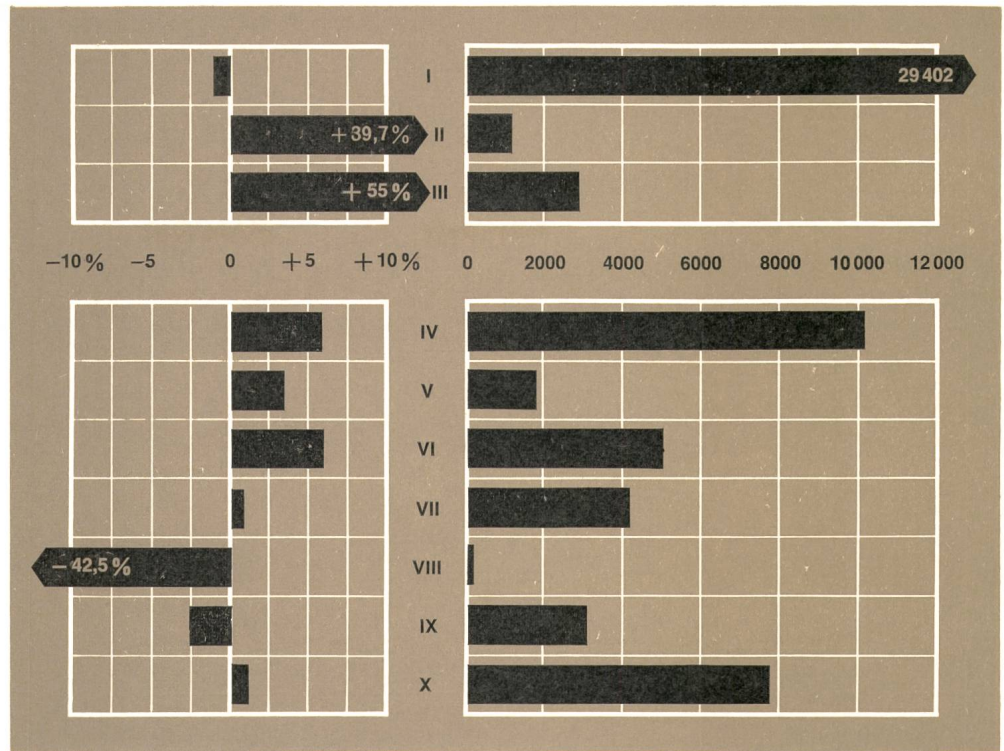 I 29 402
+ 39,7% II
+ 55% III
−10% −5 0 +5 +10% 0 2000 4000 6000 8000 10 000 12 000
IV
V
VI
VII
− 42,5% VIII
IX
X